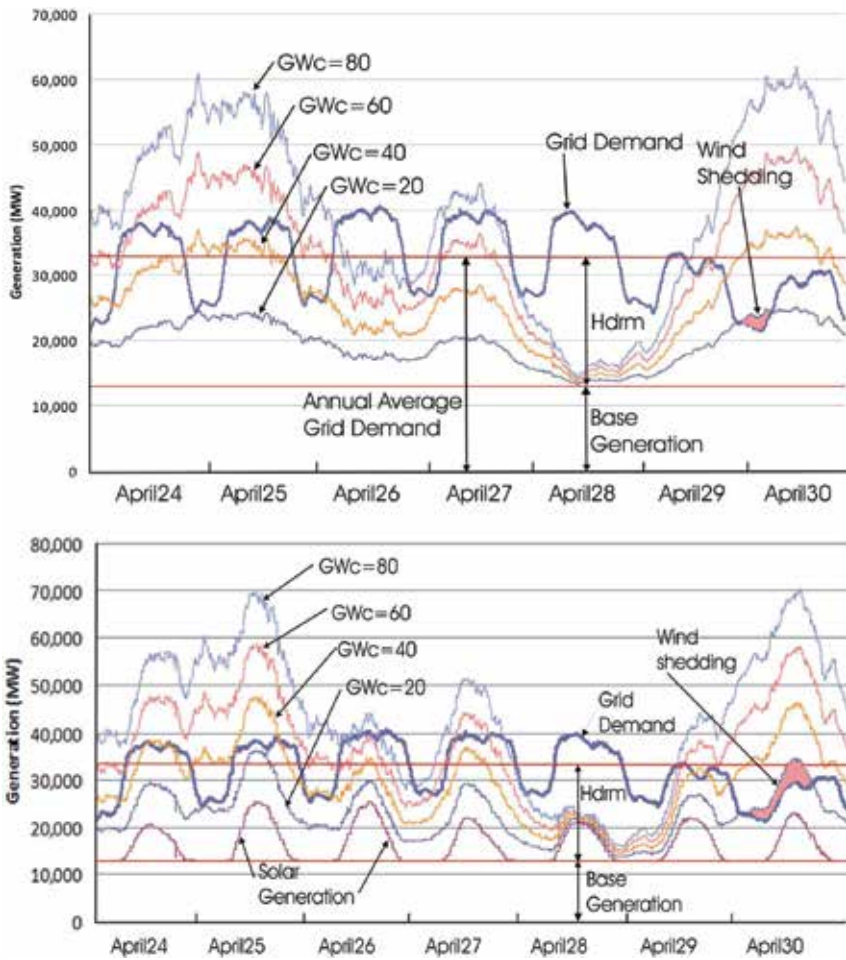 70,000
60,000
50,000
40,000
30,000
20,000
10,000
0
Generation (MW)
GWc=80
GWc=60
GWc=40
GWc=20
Grid Demand
Wind
Shedding
Hdrm
Annual Average
Grid Demand
Base
Generation
April24
April25
April26
April27
April28
April29
April30
80,000
70,000
60,000
50,000
40,000
30,000
20,000
10,000
0
Generation (MW)
GWc=80
GWc=60
GWc=40
GWc=20
Grid
Demand
Wind
shedding
Hdrm
Solar
Generation
Base
Generation
April24
April25
April26
April27
April28
April29
April30